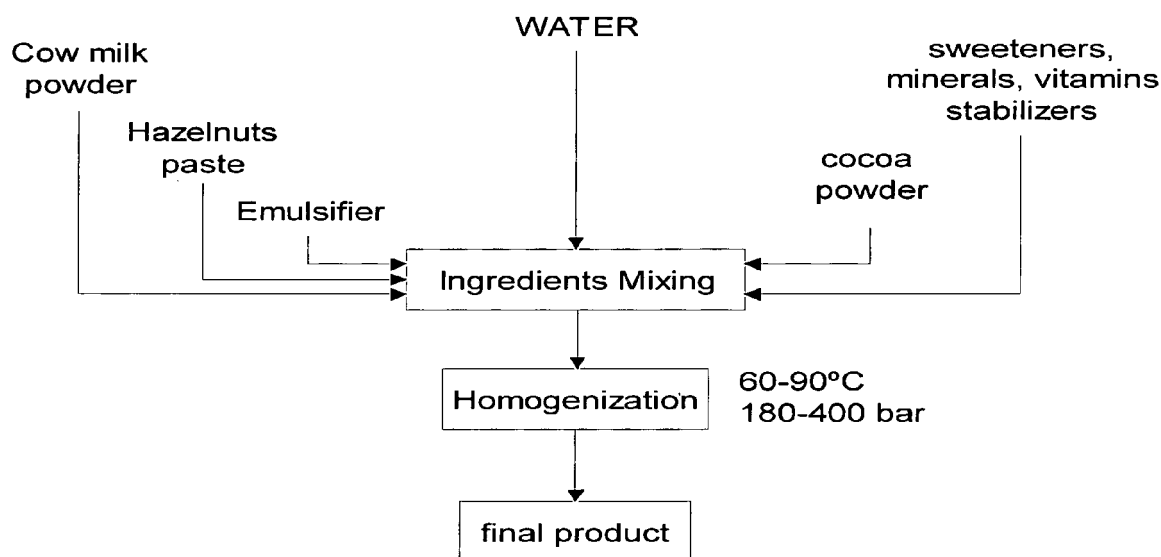 WATER
Cow milk
powder
sweeteners,
minerals, vitamins
stabilizers
Hazelnuts
paste
cocoa
powder
Emulsifier
Ingredients Mixing
Homogenization
60-90ºC
180-400 bar
final product